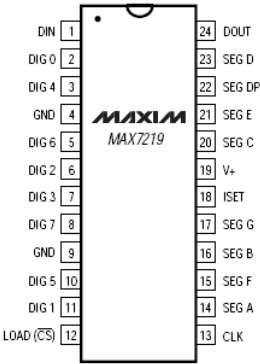 DIN 1 24 DOUT
DIG 0 2 23 SEG D
DIG 4 3 22 SEG DP
GND 4 MAXIM 21 SEG E
DIG 6 5 MAX7219 20 SEG C
DIG 2 6 19 V+
DIG 3 7 18 ISET
DIG 7 8 17 SEG G
GND 9 16 SEG B
DIG 5 10 15 SEG F
DIG 1 11 14 SEG A
LOAD (C̅S̅) 12 13 CLK